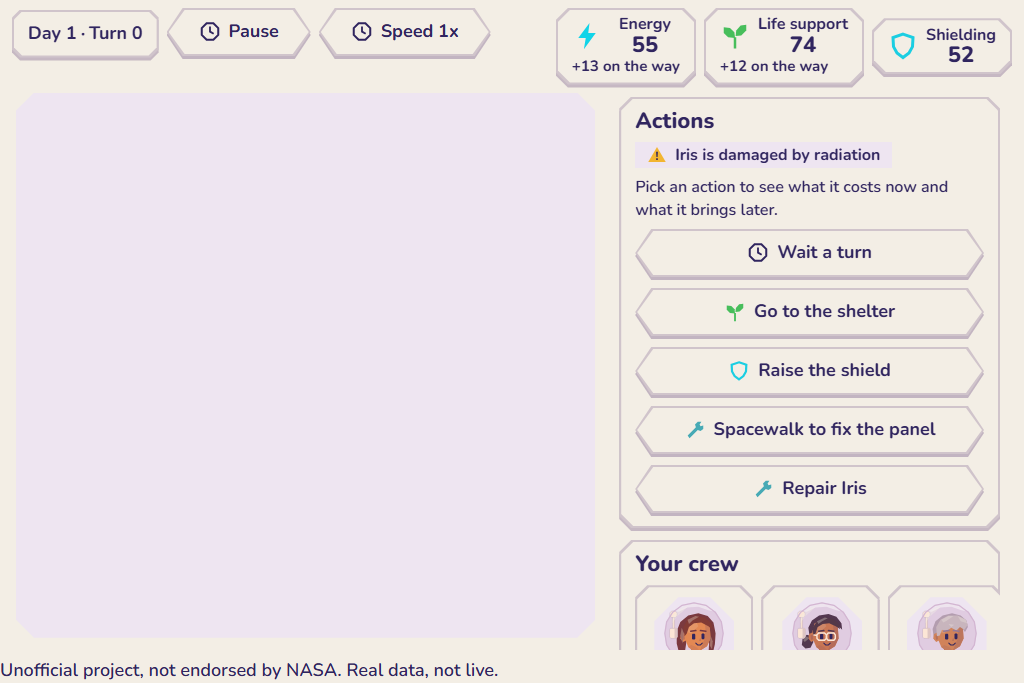 Day 1 · Turn 0
Pause
Speed 1x
Energy
55
+13 on the way
Life support
74
+12 on the way
Shielding
52
Actions
Iris is damaged by radiation
Pick an action to see what it costs now and
what it brings later.
Wait a turn
Go to the shelter
Raise the shield
Spacewalk to fix the panel
Repair Iris
Your crew
Unofficial project, not endorsed by NASA. Real data, not live.